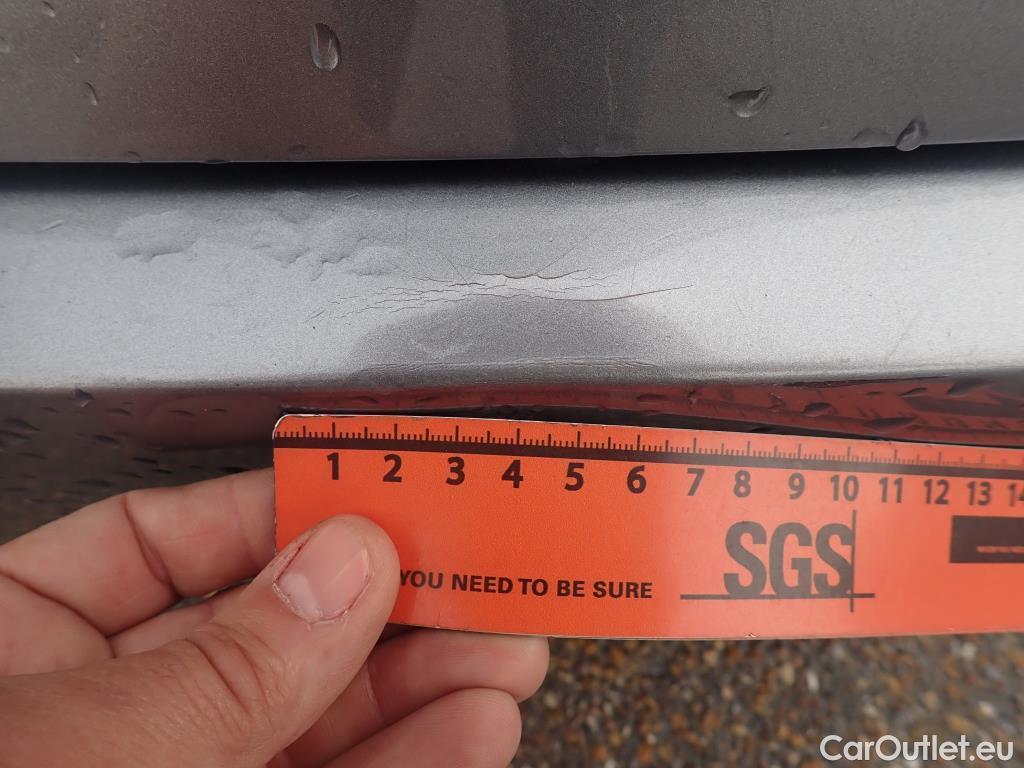 1 2 3 4 5 6 7 8 9 10 11 12 13 14
SGS
YOU NEED TO BE SURE
CarOutlet.eu